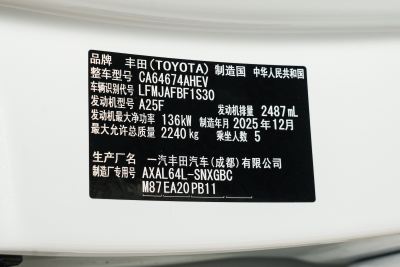 品牌 丰田(TOYOTA) 制造国 中华人民共和国
整车型号 CA64674AHEV
车辆识别代号 LFMJAFBF1S30
发动机型号 A25F 发动机排量 2487mL
发动机最大净功率 136kW 制造年月 2025年12月
最大允许总质量 2240kg 乘坐人数 5
生产厂名 一汽丰田汽车(成都)有限公司
制造厂专用号 AXAL64L-SNXGBC
M87EA20PB11